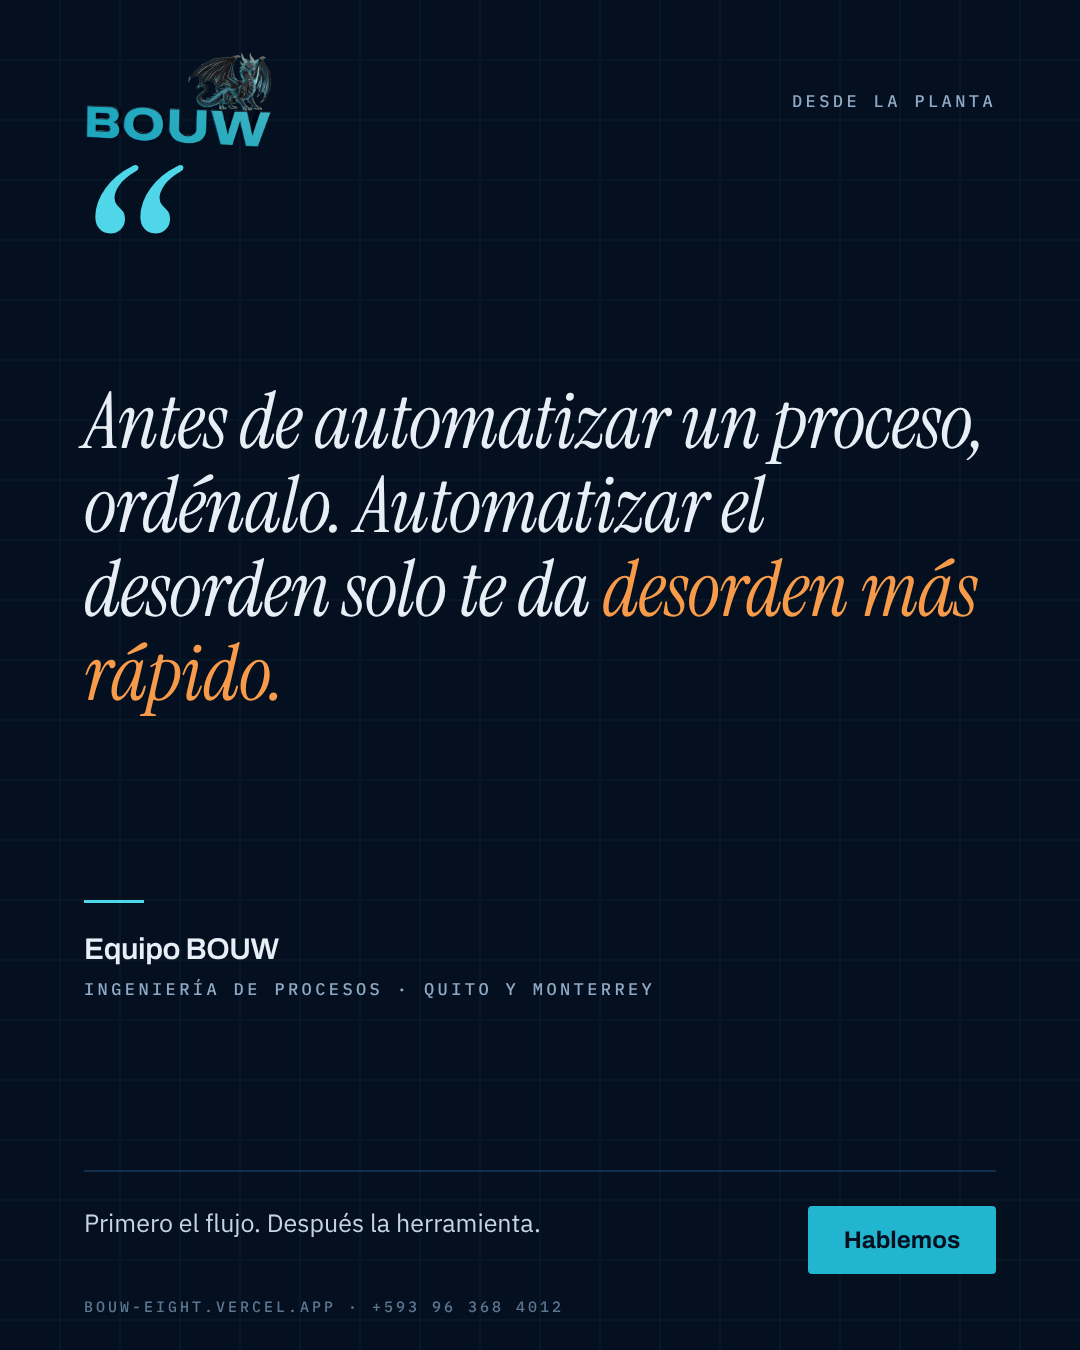 BOUW
DESDE LA PLANTA
“
Antes de automatizar un proceso,
ordénalo. Automatizar el
desorden solo te da desorden más
rápido.
Equipo BOUW
INGENIERÍA DE PROCESOS · QUITO Y MONTERREY
Primero el flujo. Después la herramienta.
Hablemos
BOUW-EIGHT.VERCEL.APP · +593 96 368 4012